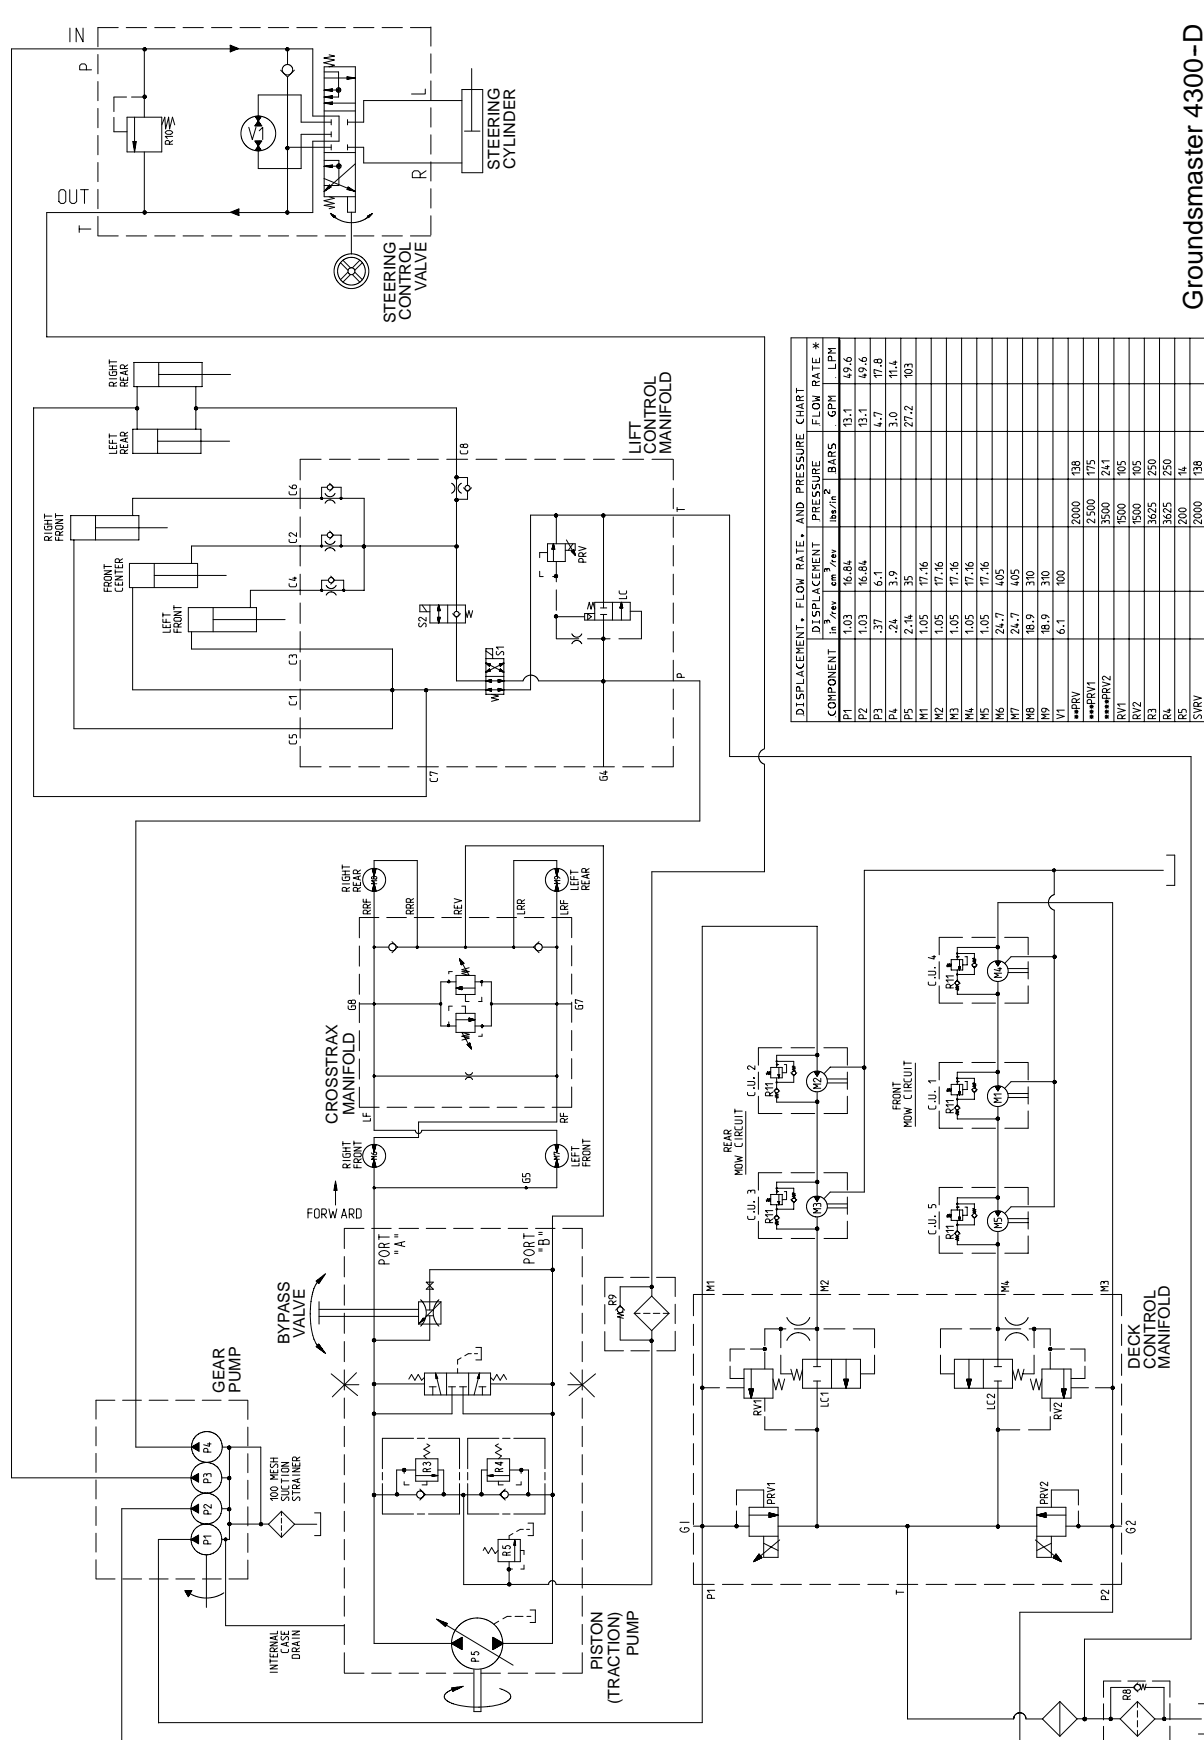 Groundsmaster 4300-D
IN
P
OUT
T
R10
V1
L
R
STEERING
CYLINDER
STEERING
CONTROL
VALVE
RIGHT
REAR
LEFT
REAR
RIGHT
FRONT
FRONT
CENTER
LEFT
FRONT
C6
C2
C4
C3
C1
C5
C7
C8
LIFT
CONTROL
MANIFOLD
S2
S1
PRV
LC
T
P
G4
DISPLACEMENT, FLOW RATE, AND PRESSURE CHART
COMPONENT DISPLACEMENT PRESSURE FLOW RATE *
in³/rev cm³/rev lbs/in² BARS GPM LPM
P1 1.03 16.84 13.1 49.6
P2 1.03 16.84 13.1 49.6
P3 .37 6.1 4.7 17.8
P4 .24 3.9 3.0 11.4
P5 2.14 35 27.2 103
M1 1.05 17.16
M2 1.05 17.16
M3 1.05 17.16
M4 1.05 17.16
M5 1.05 17.16
M6 24.7 405
M7 24.7 405
M8 18.9 310
M9 18.9 310
V1 6.1 100
**PRV 2000 138
***PRV1 2500 175
****PRV2 3500 241
RV1 1500 105
RV2 1500 105
R3 3625 250
R4 3625 250
R5 200 14
SVRV 2000 138
RIGHT
REAR
M8
RRF
RRR
REV
LRR
LRF
M9
LEFT
REAR
G8
G7
CROSSTRAX
MANIFOLD
LF
RF
RIGHT
FRONT
M6
M7
LEFT
FRONT
G5
FORWARD
PORT
"A"
PORT
"B"
BYPASS
VALVE
GEAR
PUMP
P4
P3
P2
P1
100 MESH
SUCTION
STRAINER
INTERNAL
CASE
DRAIN
R3
R4
R5
P5
PISTON
(TRACTION)
PUMP
R9
C.U. 4
R11
M4
C.U. 2
R11
M2
C.U. 1
R11
M1
FRONT
MOW CIRCUIT
REAR
MOW CIRCUIT
C.U. 3
R11
M3
C.U. 5
R11
M5
M1
M2
M4
M3
DECK
CONTROL
MANIFOLD
RV1
LC1
LC2
RV2
PRV1
PRV2
G1
G2
P1
T
P2
R8